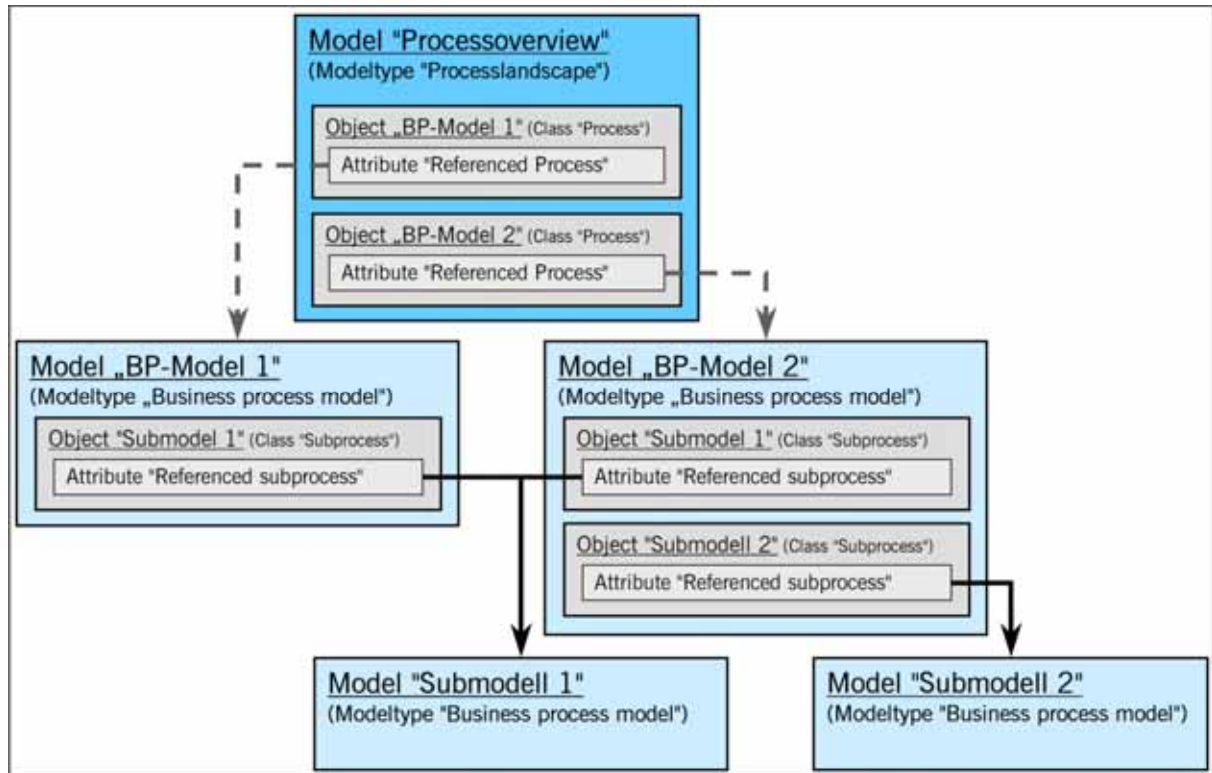 Model "Processoverview"
(Modeltype "Processlandscape")
Object „BP-Model 1" (Class "Process")
Attribute "Referenced Process"
Object „BP-Model 2" (Class "Process")
Attribute "Referenced Process"
Model „BP-Model 1"
(Modeltype „Business process model")
Object "Submodel 1" (Class "Subprocess")
Attribute "Referenced subprocess"
Model „BP-Model 2"
(Modeltype „Business process model")
Object "Submodel 1" (Class "Subprocess")
Attribute "Referenced subprocess"
Object "Submodell 2" (Class "Subprocess")
Attribute "Referenced subprocess"
Model "Submodell 1"
(Modeltype "Business process model")
Model "Submodell 2"
(Modeltype "Business process model")